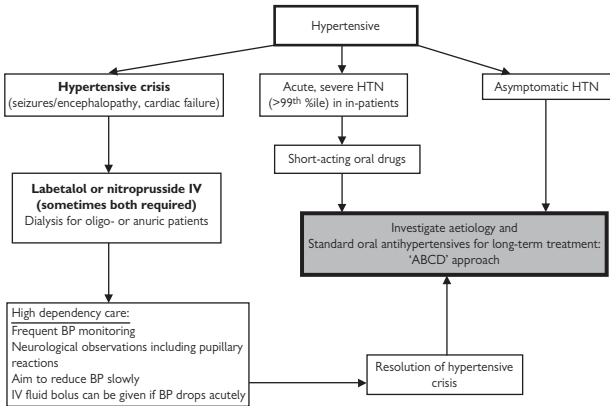 Hypertensive
Hypertensive crisis
(seizures/encephalopathy, cardiac failure)
Acute, severe HTN
(>99th %ile) in in-patients
Asymptomatic HTN
Short-acting oral drugs
Labetalol or nitroprusside IV
(sometimes both required)
Dialysis for oligo- or anuric patients
Investigate aetiology and
Standard oral antihypertensives for long-term treatment:
'ABCD' approach
High dependency care:
Frequent BP monitoring
Neurological observations including pupillary
reactions
Aim to reduce BP slowly
IV fluid bolus can be given if BP drops acutely
Resolution of hypertensive
crisis